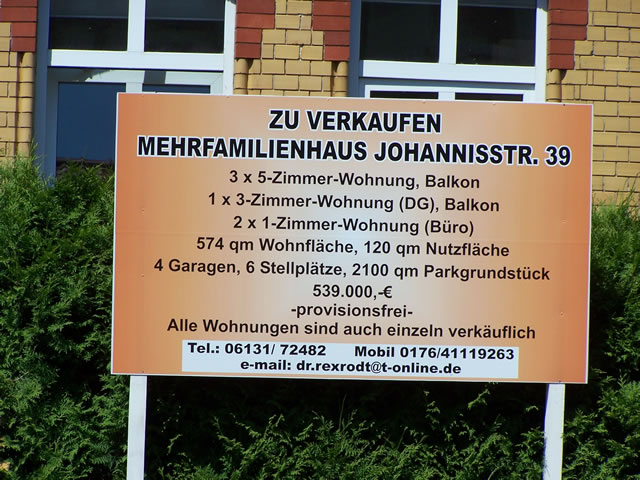 ZU VERKAUFEN
MEHRFAMILIENHAUS JOHANNISSTR. 39
3 x 5-Zimmer-Wohnung, Balkon
1 x 3-Zimmer-Wohnung (DG), Balkon
2 x 1-Zimmer-Wohnung (Büro)
574 qm Wohnfläche, 120 qm Nutzfläche
4 Garagen, 6 Stellplätze, 2100 qm Parkgrundstück
539.000,-€
-provisionsfrei-
Alle Wohnungen sind auch einzeln verkäuflich
Tel.: 06131/ 72482 Mobil 0176/41119263
e-mail: dr.rexrodt@t-online.de